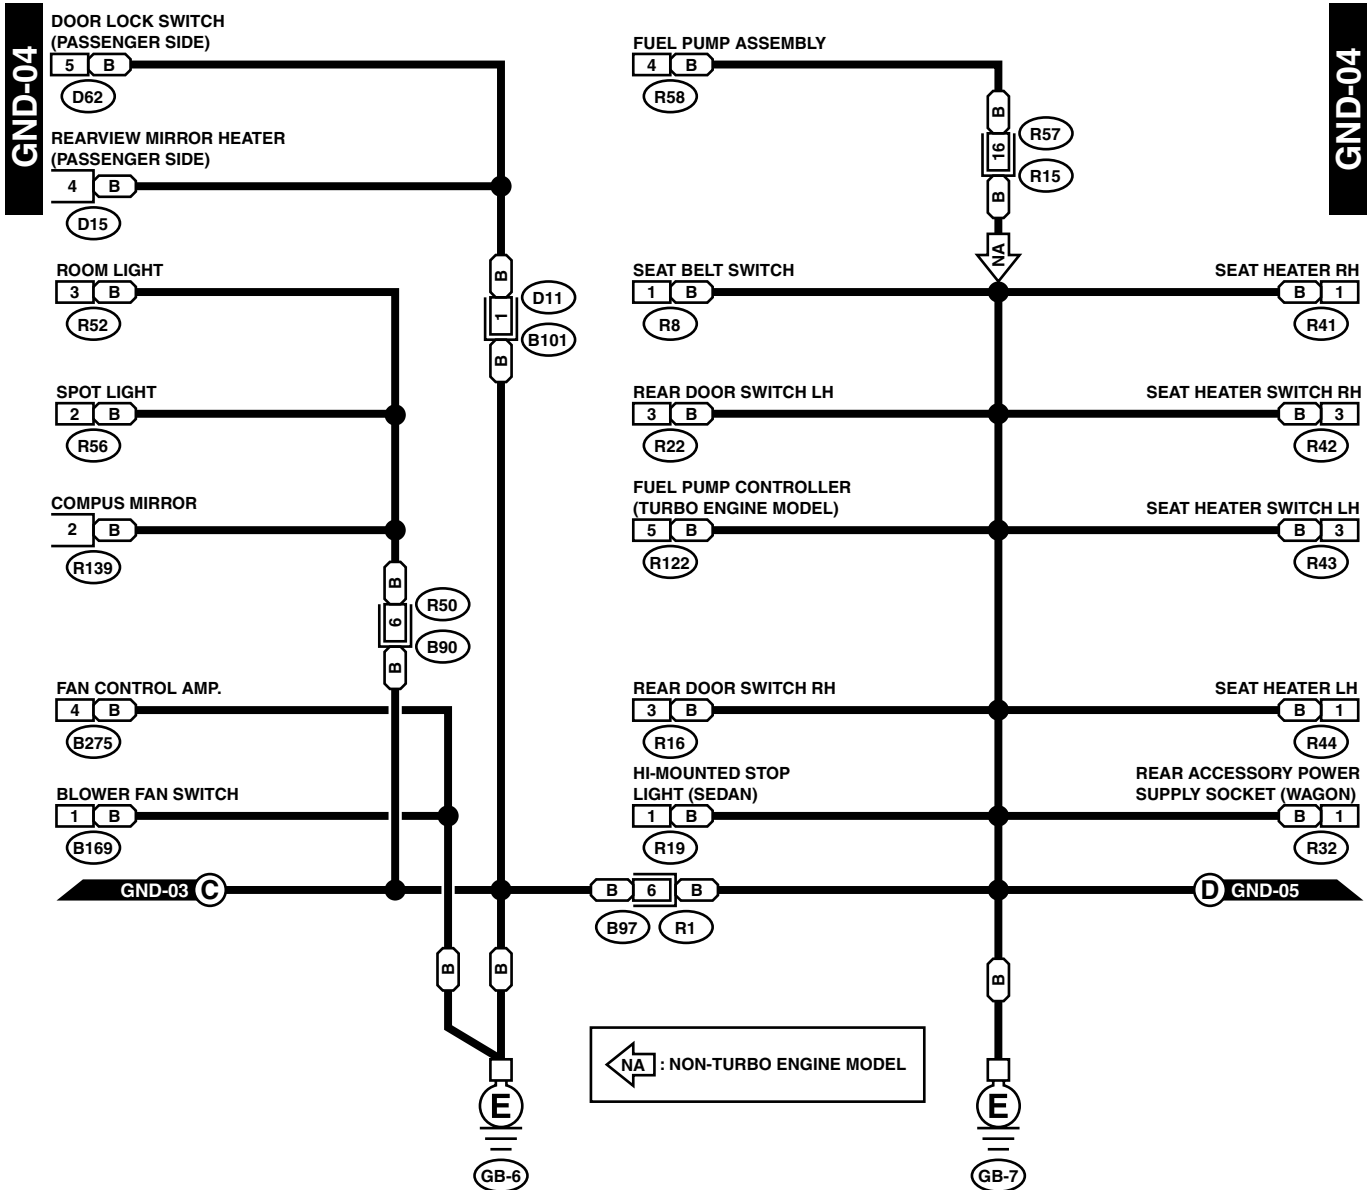 GND-04
GND-04
DOOR LOCK SWITCH
(PASSENGER SIDE)
5 B
D62
REARVIEW MIRROR HEATER
(PASSENGER SIDE)
4 B
D15
ROOM LIGHT
3 B
R52
SPOT LIGHT
2 B
R56
COMPUS MIRROR
2 B
R139
FAN CONTROL AMP.
4 B
B275
BLOWER FAN SWITCH
1 B
B169
GND-03 C
B
1
B
D11
B101
B
6
B
R50
B90
B
B
E
GB-6
B 6 B
B97 R1
FUEL PUMP ASSEMBLY
4 B
R58
B
16
B
R57
R15
NA
SEAT BELT SWITCH
1 B
R8
REAR DOOR SWITCH LH
3 B
R22
FUEL PUMP CONTROLLER
(TURBO ENGINE MODEL)
5 B
R122
REAR DOOR SWITCH RH
3 B
R16
HI-MOUNTED STOP
LIGHT (SEDAN)
1 B
R19
SEAT HEATER RH
B 1
R41
SEAT HEATER SWITCH RH
B 3
R42
SEAT HEATER SWITCH LH
B 3
R43
SEAT HEATER LH
B 1
R44
REAR ACCESSORY POWER
SUPPLY SOCKET (WAGON)
B 1
R32
D GND-05
B
E
GB-7
NA : NON-TURBO ENGINE MODEL